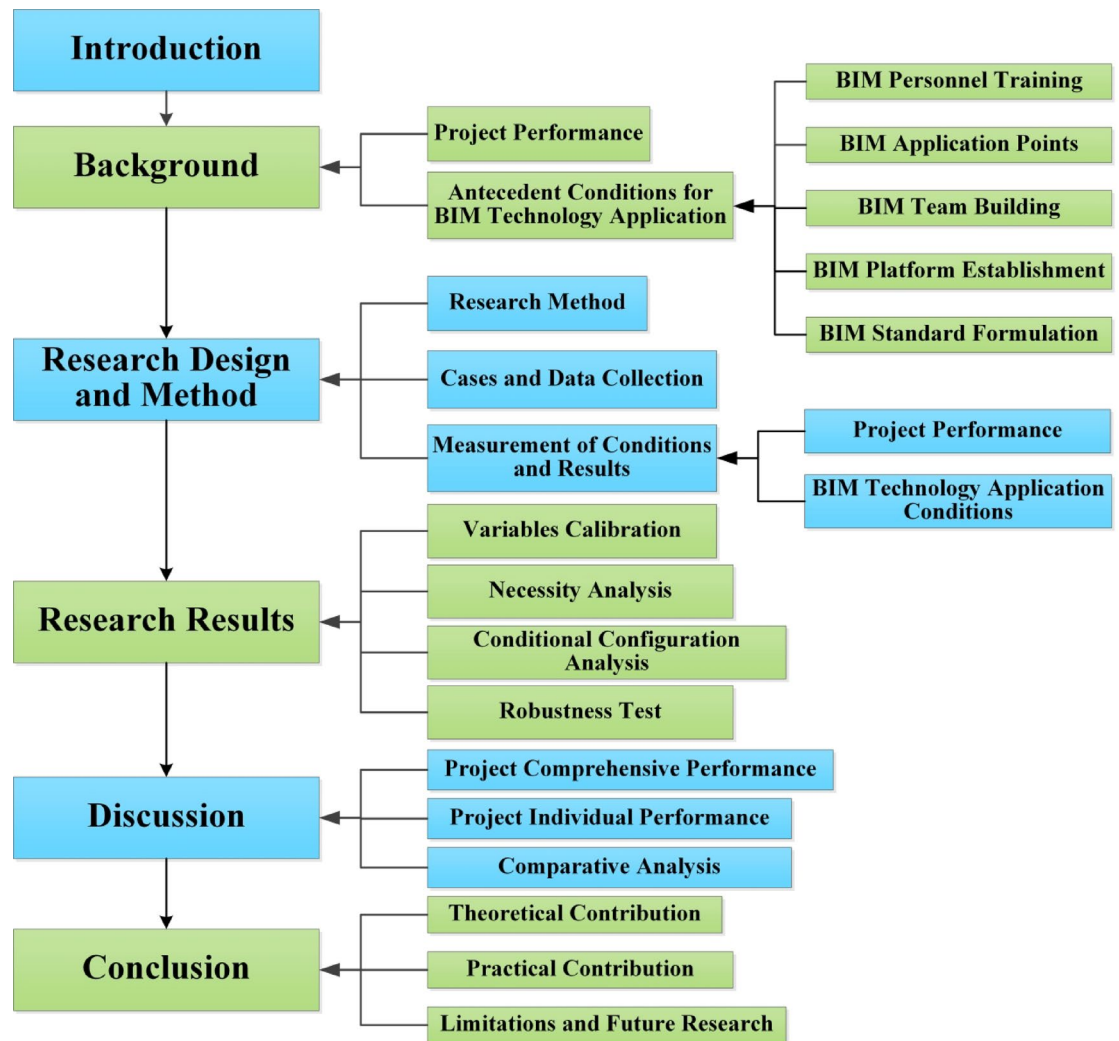 Introduction
Background
Project Performance
Antecedent Conditions for
BIM Technology Application
BIM Personnel Training
BIM Application Points
BIM Team Building
BIM Platform Establishment
BIM Standard Formulation
Research Design
and Method
Research Method
Cases and Data Collection
Measurement of Conditions
and Results
Project Performance
BIM Technology Application
Conditions
Research Results
Variables Calibration
Necessity Analysis
Conditional Configuration
Analysis
Robustness Test
Discussion
Project Comprehensive Performance
Project Individual Performance
Comparative Analysis
Conclusion
Theoretical Contribution
Practical Contribution
Limitations and Future Research